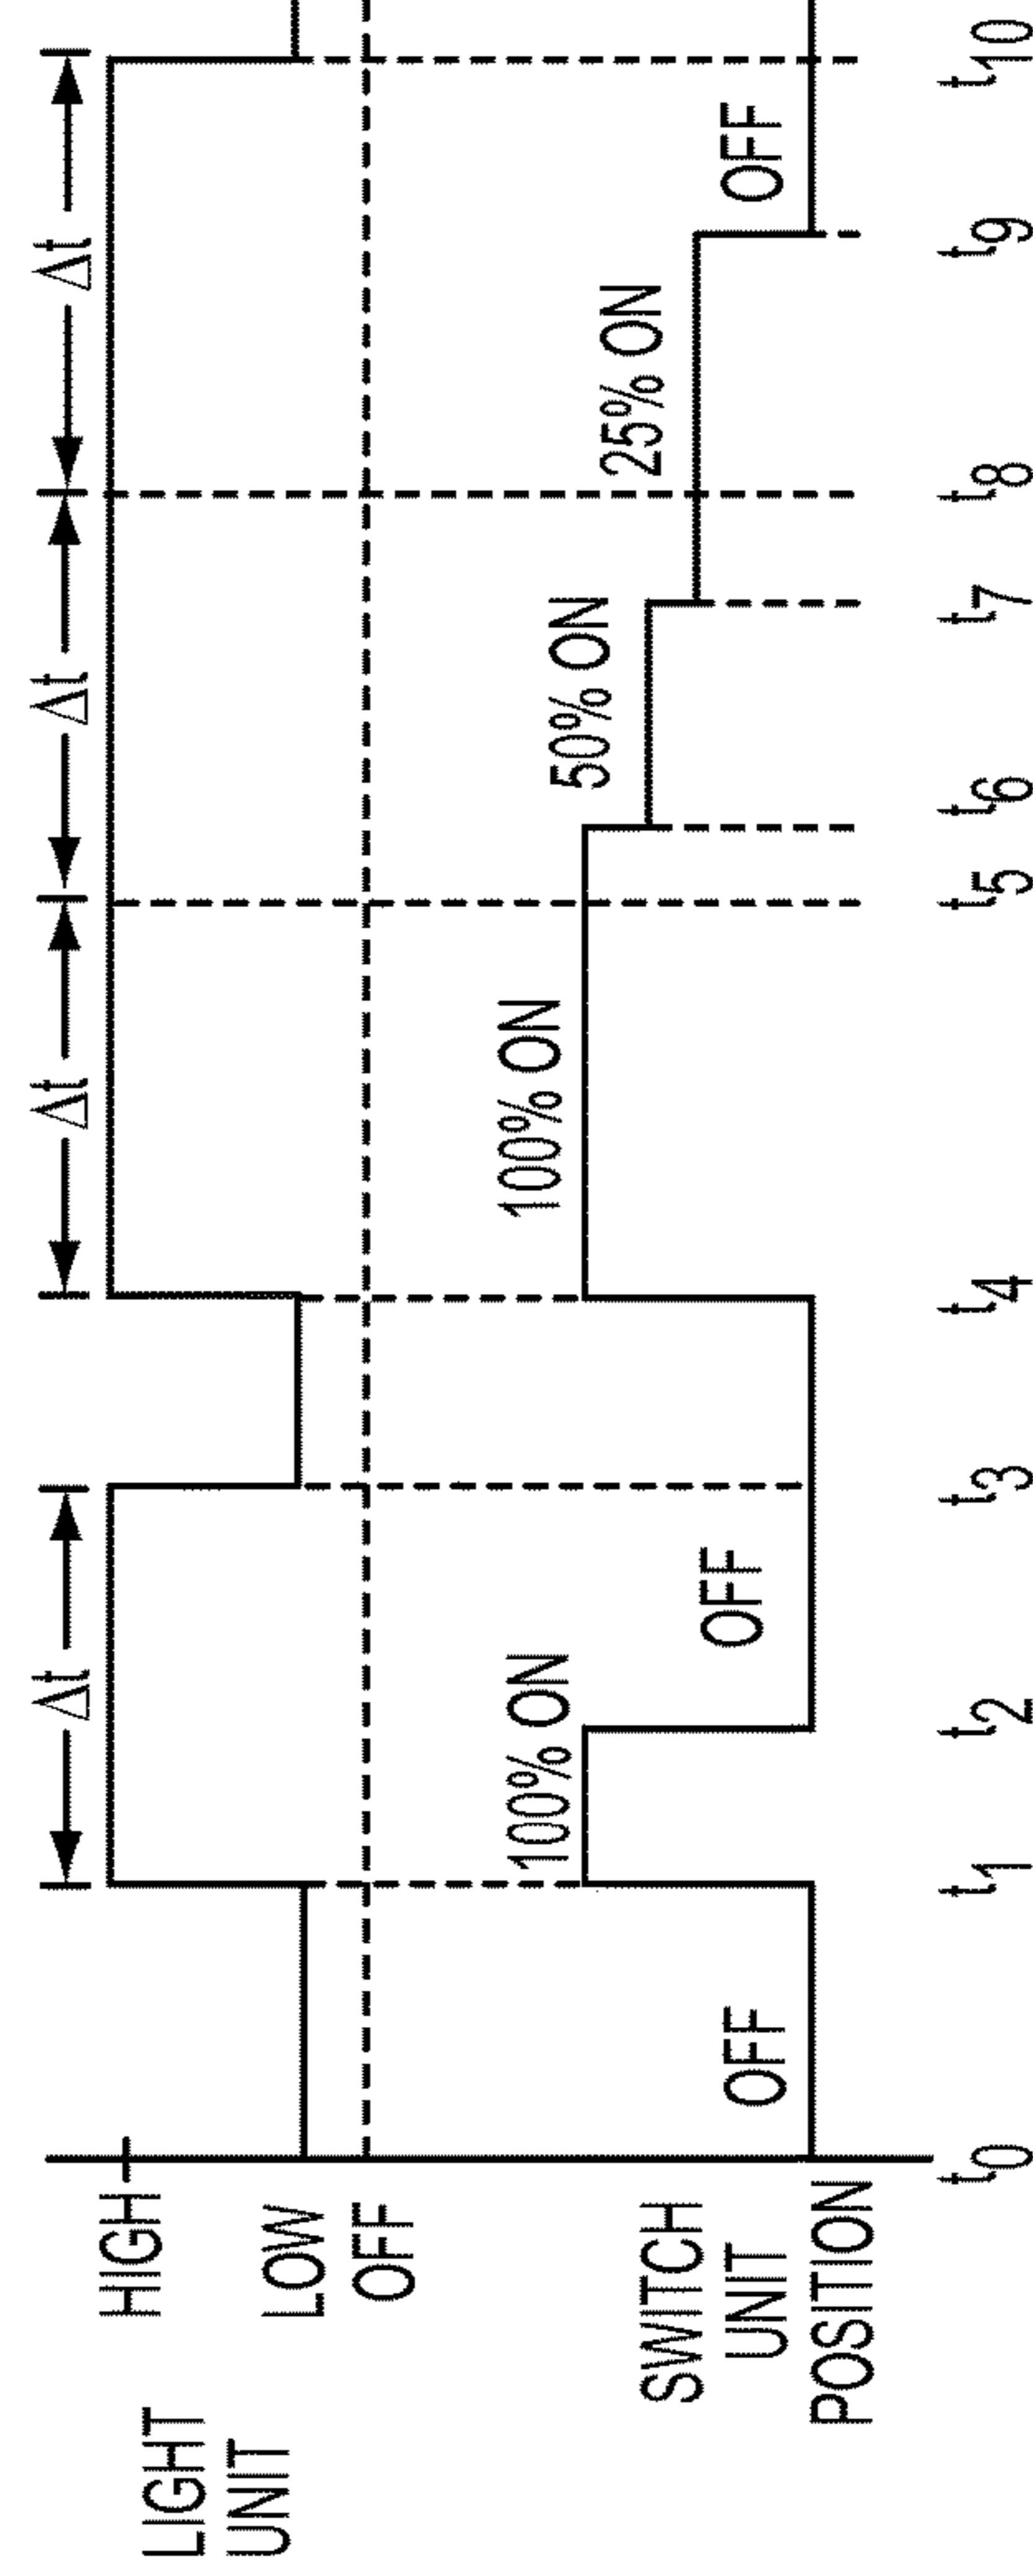 Δt
Δt
Δt
Δt
LIGHT
UNIT
HIGH
LOW
OFF
SWITCH
UNIT
POSITION
OFF
100% ON
OFF
100% ON
50% ON
25% ON
OFF
t0
t1
t2
t3
t4
t5
t6
t7
t8
t9
t10